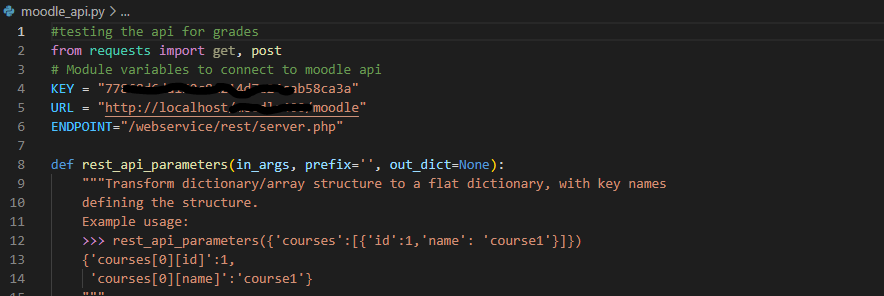 moodle_api.py > ...
1 #testing the api for grades
2 from requests import get, post
3 # Module variables to connect to moodle api
4 KEY =
5 URL = "http://localhost/ /moodle"
6 ENDPOINT="/webservice/rest/server.php"
7
8 def rest_api_parameters(in_args, prefix='', out_dict=None):
9 """Transform dictionary/array structure to a flat dictionary, with key names
10 defining the structure.
11 Example usage:
12 >>> rest_api_parameters({'courses':[{'id':1,'name': 'course1'}]})
13 {'courses[0][id]':1,
14 'courses[0][name]':'course1'}
15 """